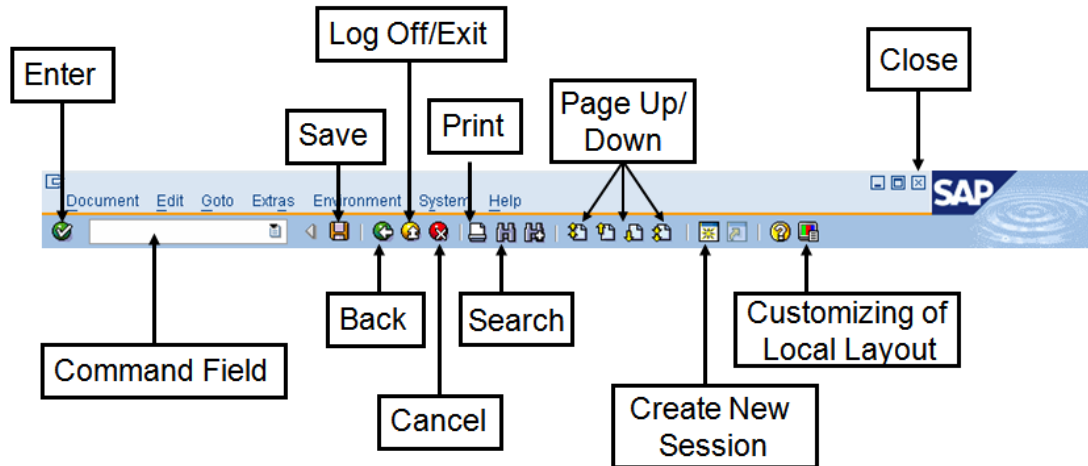 Log Off/Exit
Enter
Close
Page Up/
Down
Print
Save
Document Edit Goto Extras Environment System Help
SAP
Back
Search
Customizing of
Local Layout
Command Field
Cancel
Create New
Session